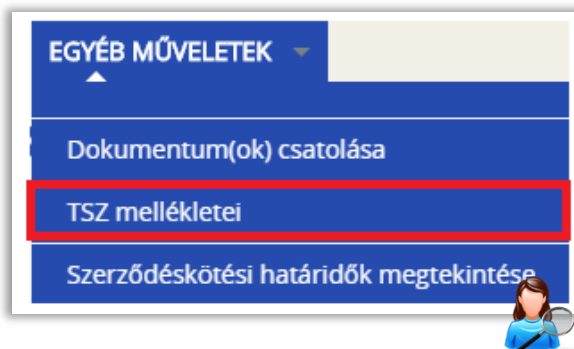 EGYÉB MŰVELETEK
Dokumentum(ok) csatolása
TSZ mellékletei
Szerződéskötési határidők megtekintése